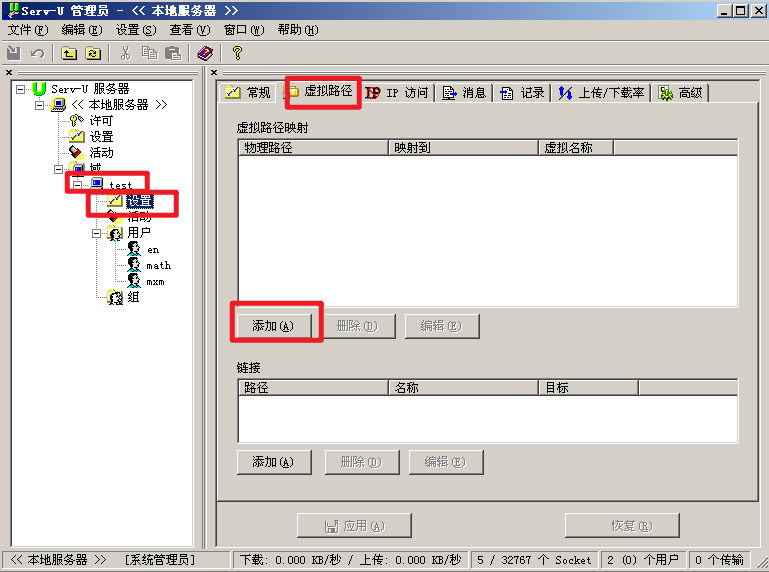 Serv-U 管理员 - << 本地服务器 >>
文件(F) 编辑(E) 设置(S) 查看(V) 窗口(W) 帮助(H)
Serv-U 服务器
<< 本地服务器 >>
许可
设置
活动
域
test
设置
活动
用户
en
math
mxm
组
常规 虚拟路径 IP 访问 消息 记录 上传/下载率 高级
虚拟路径映射
物理路径 映射到 虚拟名称
添加(A) 删除(D) 编辑(E)
链接
路径 名称 目标
添加(A) 删除(D) 编辑(E)
应用(A) 恢复(R)
<< 本地服务器 >> [系统管理员] 下载: 0.000 KB/秒 / 上传: 0.000 KB/秒 5 / 32767 个 Socket 2 (0) 个用户 0 个传输